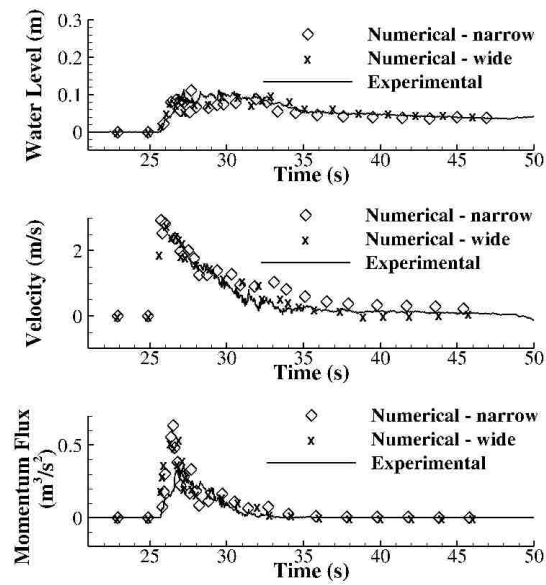 0.3
0.2
0.1
0
Water Level (m)
Numerical - narrow
Numerical - wide
Experimental
25 30 35 40 45 50
Time (s)
2
0
Velocity (m/s)
Numerical - narrow
Numerical - wide
Experimental
25 30 35 40 45 50
Time (s)
0.5
0
Momentum Flux
(m³/s²)
Numerical - narrow
Numerical - wide
Experimental
25 30 35 40 45 50
Time (s)